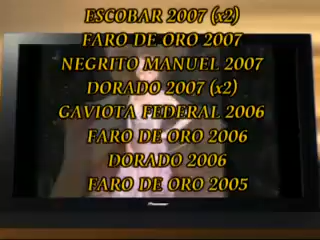 ESCOBAR 2007 (x2)
FARO DE ORO 2007
NEGRITO MANUEL 2007
DORADO 2007 (x2)
GAVIOTA FEDERAL 2006
FARO DE ORO 2006
DORADO 2006
FARO DE ORO 2005
Pioneer